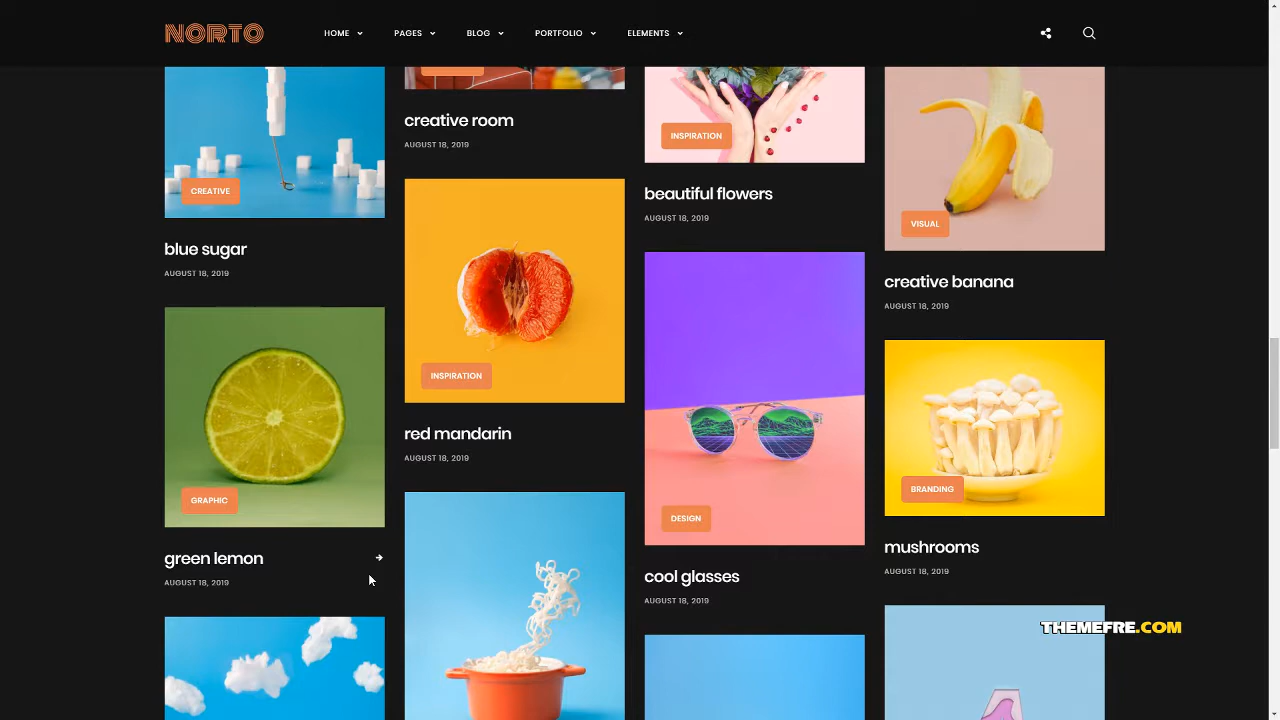 NORTO
HOME
PAGES
BLOG
PORTFOLIO
ELEMENTS
CREATIVE
blue sugar
AUGUST 18, 2019
GRAPHIC
green lemon
AUGUST 18, 2019
creative room
AUGUST 18, 2019
INSPIRATION
red mandarin
AUGUST 18, 2019
INSPIRATION
beautiful flowers
AUGUST 18, 2019
DESIGN
cool glasses
AUGUST 18, 2019
VISUAL
creative banana
AUGUST 18, 2019
BRANDING
mushrooms
AUGUST 18, 2019
THEMEFRE.COM